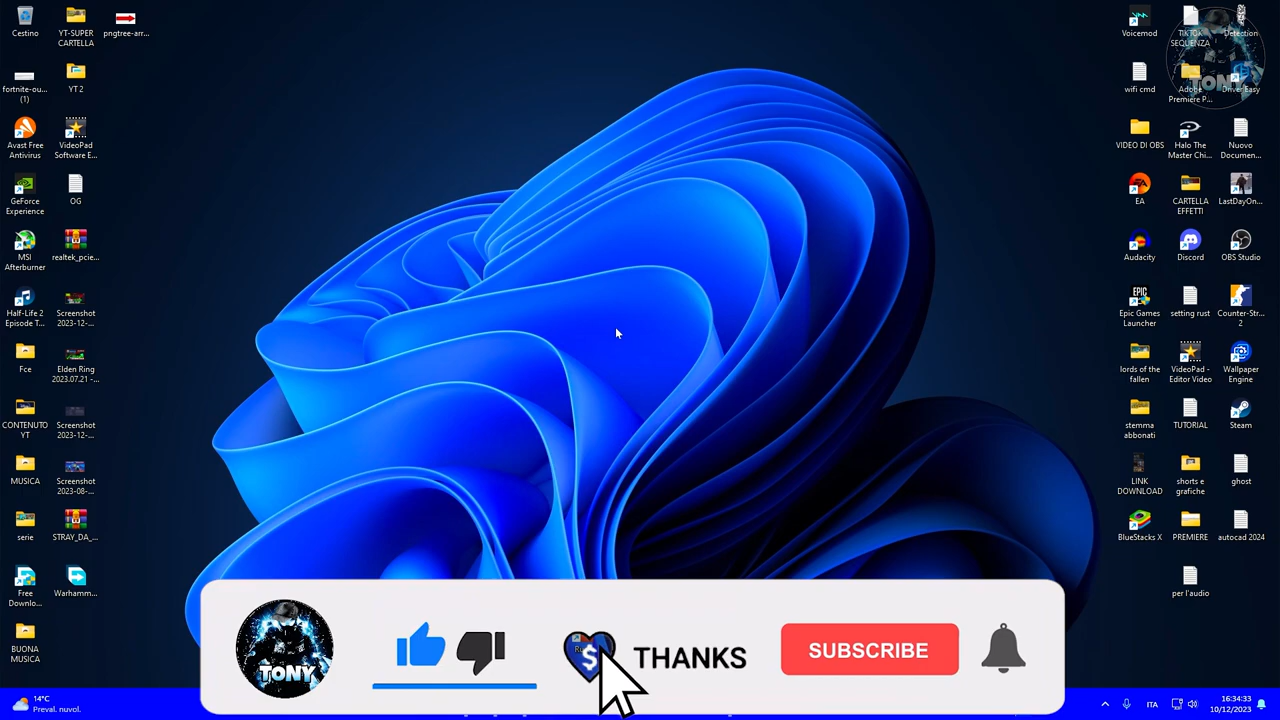 Cestino
YT-SUPER
CARTELLA
pngtree-arr...
fortnite-ou...
(1)
YT 2
Avast Free
Antivirus
VideoPad
Software E...
GeForce
Experience
OG
MSI
Afterburner
realtek_pcie...
Half-Life 2
Episode T...
Screenshot
2023-12-...
Fce
Elden Ring
2023.07.21 -...
CONTENUTO
YT
Screenshot
2023-12-...
MUSICA
Screenshot
2023-08-...
serie
STRAY_DA_...
Free
Downlo...
Warhamm...
BUONA
MUSICA
Voicemod
TIKTOK
SEQUENZA
Detection
wifi cmd
Adobe
Premiere P...
Driver Easy
TONY
VIDEO DI OBS
Halo The
Master Chi...
Nuovo
Documen...
EA
CARTELLA
EFFETTI
LastDayOn...
Audacity
Discord
OBS Studio
EPIC
GAMES
Epic Games
Launcher
setting rust
Counter-Str...
2
lords of the
fallen
VideoPad -
Editor Video
Wallpaper
Engine
stemma
abbonati
TUTORIAL
Steam
LINK
DOWNLOAD
shorts e
grafiche
ghost
BlueStacks X
PREMIERE
autocad 2024
per l'audio
TONY
$
THANKS
SUBSCRIBE
14°C
Preval. nuvol.
ITA
16:34:33
10/12/2023